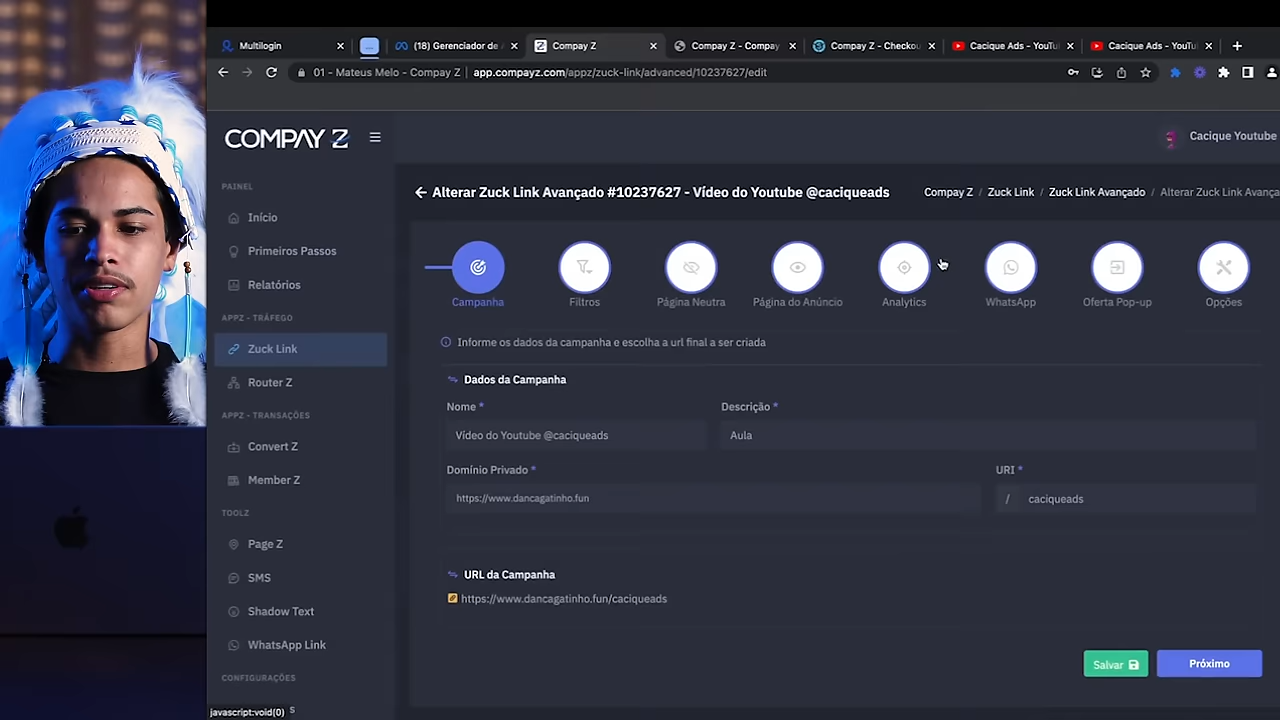 Multilogin
(18) Gerenciador de
Compay Z
Compay Z - Compay
Compay Z - Checkou
Cacique Ads - YouTu
Cacique Ads - YouTu
01 - Mateus Melo - Compay Z
app.compayz.com/appz/zuck-link/advanced/10237627/edit
COMPAY Z
Cacique Youtube
PAINEL
Início
Primeiros Passos
Relatórios
APPZ - TRÁFEGO
Zuck Link
Router Z
APPZ - TRANSAÇÕES
Convert Z
Member Z
TOOLZ
Page Z
SMS
Shadow Text
WhatsApp Link
CONFIGURAÇÕES
S
javascript:void(0)
Alterar Zuck Link Avançado #10237627 - Vídeo do Youtube @caciqueads
Compay Z / Zuck Link / Zuck Link Avançado / Alterar Zuck Link Avança
Campanha
Filtros
Página Neutra
Página do Anúncio
Analytics
WhatsApp
Oferta Pop-up
Opções
Informe os dados da campanha e escolha a url final a ser criada
Dados da Campanha
Nome *
Descrição *
Vídeo do Youtube @caciqueads
Aula
Domínio Privado *
URI *
https://www.dancagatinho.fun
/ caciqueads
URL da Campanha
https://www.dancagatinho.fun/caciqueads
Salvar
Próximo